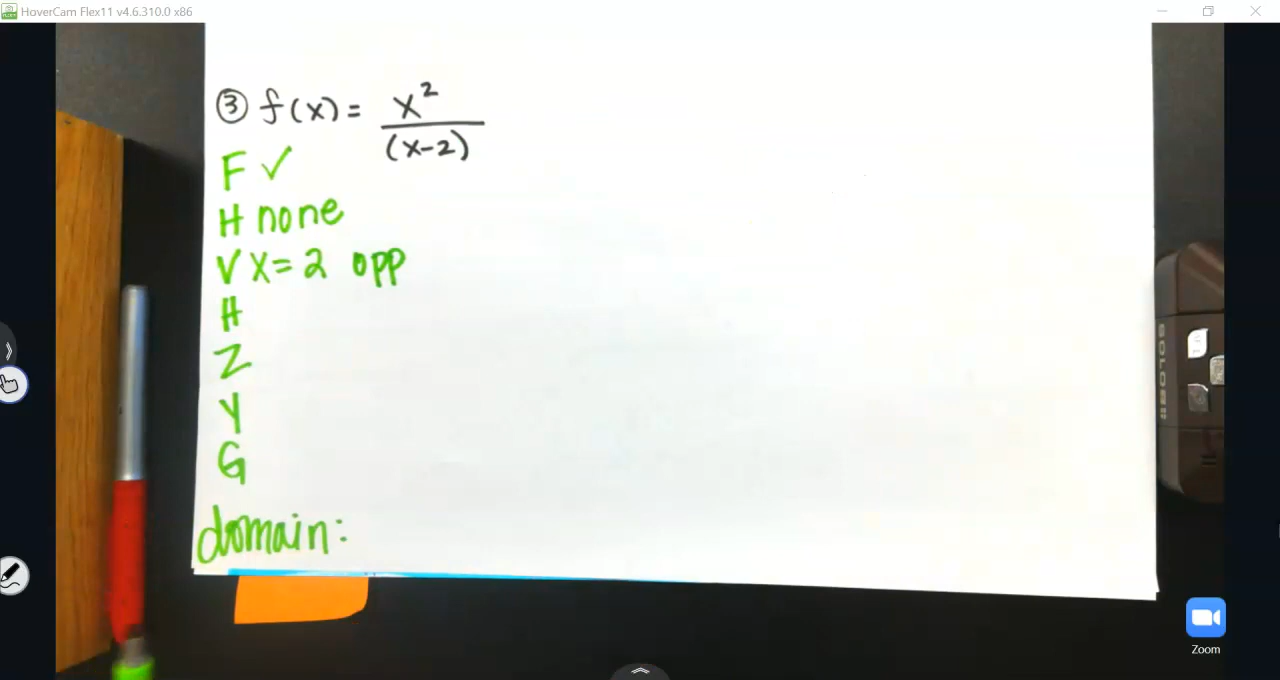 HoverCam Flex11 v4.6.310.0 x86
③ f(x) = x²
(x-2)
F ✓
H none
V x = 2 opp
H
Z
Y
G
domain:
Zoom